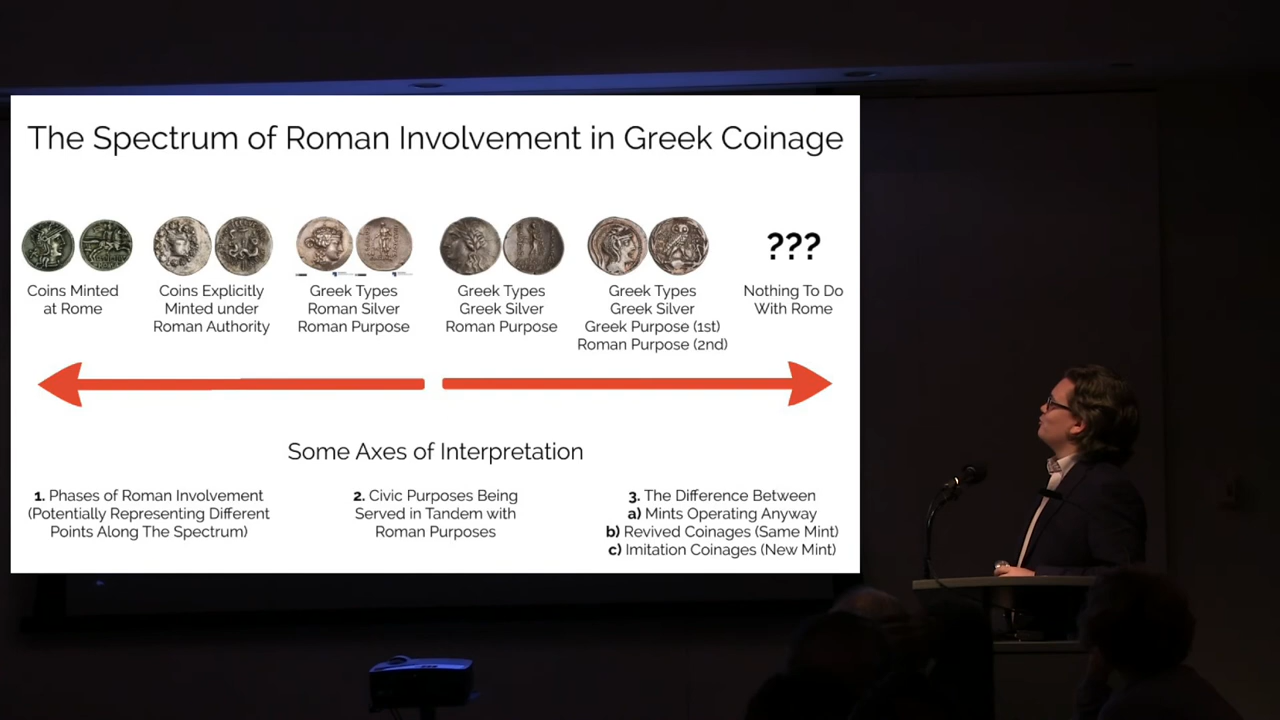 The Spectrum of Roman Involvement in Greek Coinage
Coins Minted
at Rome
Coins Explicitly
Minted under
Roman Authority
Greek Types
Roman Silver
Roman Purpose
Greek Types
Greek Silver
Roman Purpose
Greek Types
Greek Silver
Greek Purpose (1st)
Roman Purpose (2nd)
???
Nothing To Do
With Rome
Some Axes of Interpretation
1. Phases of Roman Involvement
(Potentially Representing Different
Points Along The Spectrum)
2. Civic Purposes Being
Served in Tandem with
Roman Purposes
3. The Difference Between
a) Mints Operating Anyway
b) Revived Coinages (Same Mint)
c) Imitation Coinages (New Mint)